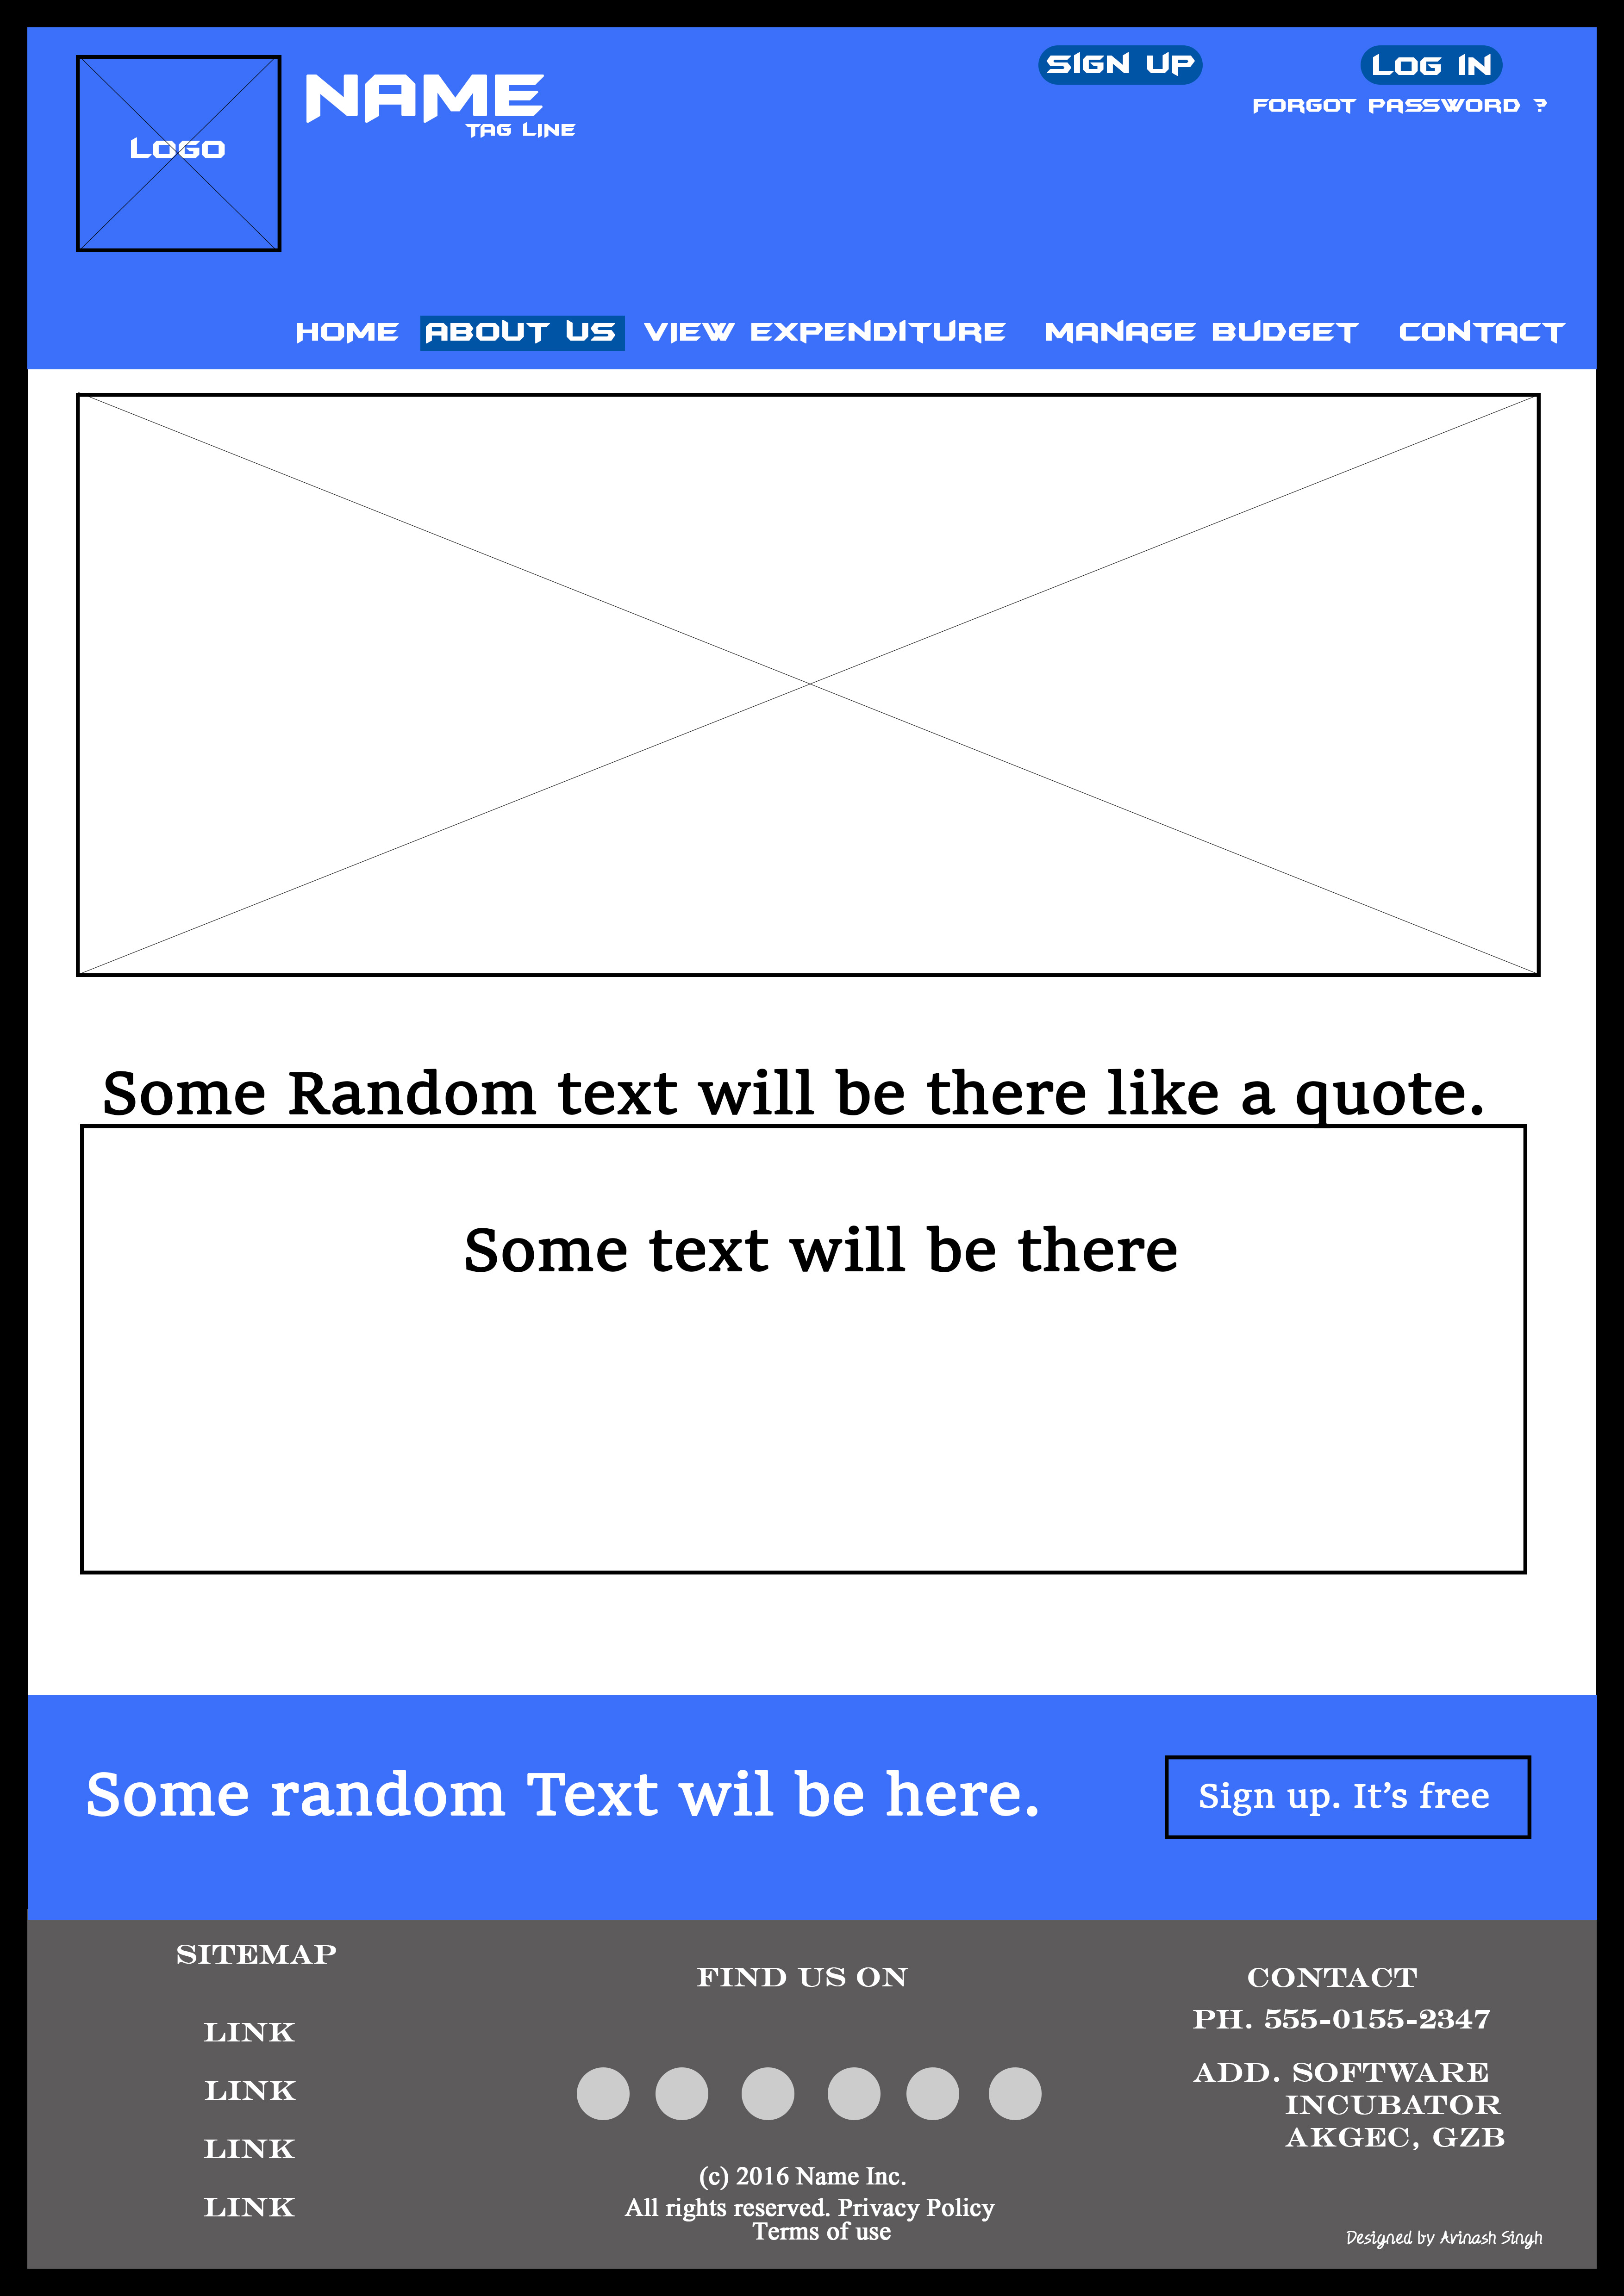 LOGO
NAME
TAG LINE
SIGN UP
LOG IN
FORGOT PASSWORD ?
HOME ABOUT US VIEW EXPENDITURE MANAGE BUDGET CONTACT
Some Random text will be there like a quote.
Some text will be there
Some random Text wil be here.
Sign up. It's free
SITEMAP
LINK
LINK
LINK
LINK
FIND US ON
(c) 2016 Name Inc.
All rights reserved. Privacy Policy
Terms of use
CONTACT
PH. 555-0155-2347
ADD. SOFTWARE
INCUBATOR
AKGEC, GZB
Designed by Avinash Singh